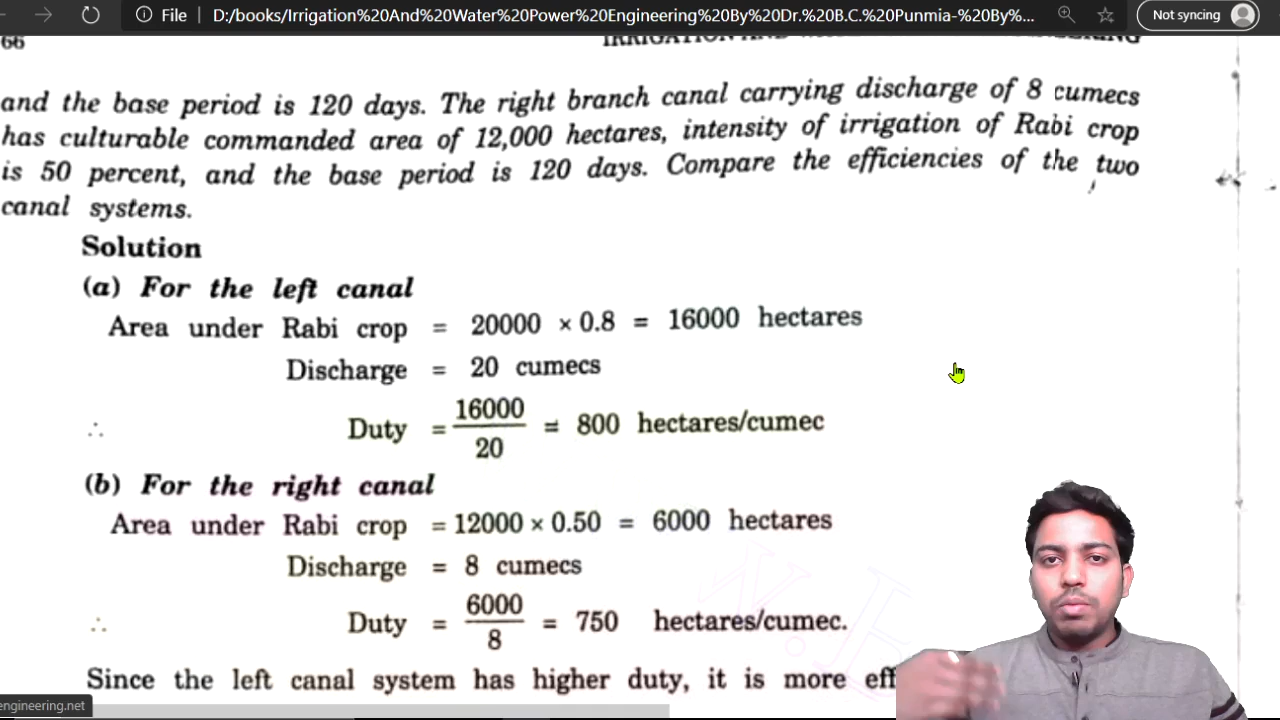 File D:/books/Irrigation%20And%20Water%20Power%20Engineering%20By%20Dr.%20B.C.%20Punmia-%20By%... Not syncing
66 IRRIGATION AND
and the base period is 120 days. The right branch canal carrying discharge of 8 cumecs
has culturable commanded area of 12,000 hectares, intensity of irrigation of Rabi crop
is 50 percent, and the base period is 120 days. Compare the efficiencies of the two
canal systems.
Solution
(a) For the left canal
Area under Rabi crop = 20000 × 0.8 = 16000 hectares
Discharge = 20 cumecs
∴ Duty = 16000/20 = 800 hectares/cumec
(b) For the right canal
Area under Rabi crop = 12000 × 0.50 = 6000 hectares
Discharge = 8 cumecs
∴ Duty = 6000/8 = 750 hectares/cumec.
Since the left canal system has higher duty, it is more eff
engineering.net